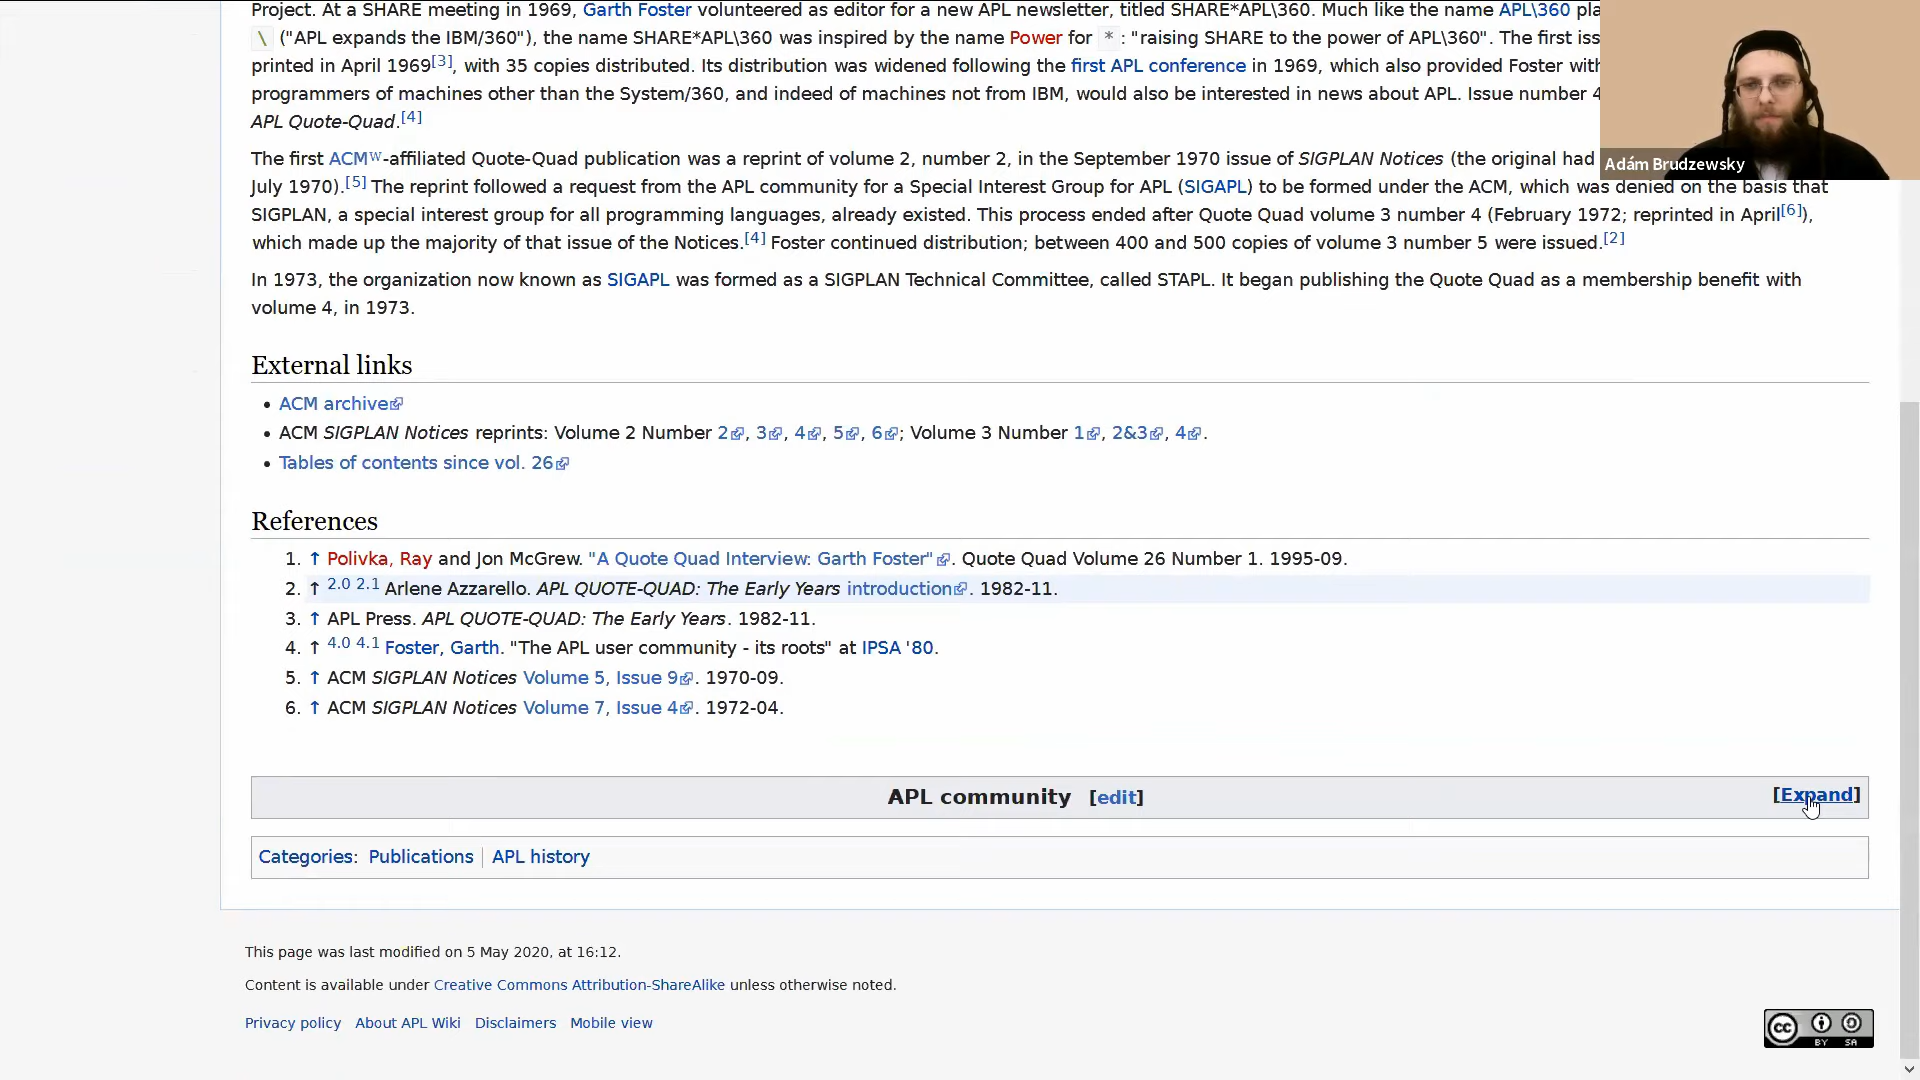 Project. At a SHARE meeting in 1969, Garth Foster volunteered as editor for a new APL newsletter, titled SHARE*APL\360. Much like the name APL\360 pla
\ ("APL expands the IBM/360"), the name SHARE*APL\360 was inspired by the name Power for * : "raising SHARE to the power of APL\360". The first iss
printed in April 1969[3], with 35 copies distributed. Its distribution was widened following the first APL conference in 1969, which also provided Foster with
programmers of machines other than the System/360, and indeed of machines not from IBM, would also be interested in news about APL. Issue number 4
APL Quote-Quad.[4]
Adám Brudzewsky
The first ACMW-affiliated Quote-Quad publication was a reprint of volume 2, number 2, in the September 1970 issue of SIGPLAN Notices (the original had
July 1970).[5] The reprint followed a request from the APL community for a Special Interest Group for APL (SIGAPL) to be formed under the ACM, which was denied on the basis that
SIGPLAN, a special interest group for all programming languages, already existed. This process ended after Quote Quad volume 3 number 4 (February 1972; reprinted in April[6]),
which made up the majority of that issue of the Notices.[4] Foster continued distribution; between 400 and 500 copies of volume 3 number 5 were issued.[2]
In 1973, the organization now known as SIGAPL was formed as a SIGPLAN Technical Committee, called STAPL. It began publishing the Quote Quad as a membership benefit with
volume 4, in 1973.
External links
• ACM archive
• ACM SIGPLAN Notices reprints: Volume 2 Number 2, 3, 4, 5, 6; Volume 3 Number 1, 2&3, 4.
• Tables of contents since vol. 26
References
1. ↑ Polivka, Ray and Jon McGrew. "A Quote Quad Interview: Garth Foster". Quote Quad Volume 26 Number 1. 1995-09.
2. ↑ 2.0 2.1 Arlene Azzarello. APL QUOTE-QUAD: The Early Years introduction. 1982-11.
3. ↑ APL Press. APL QUOTE-QUAD: The Early Years. 1982-11.
4. ↑ 4.0 4.1 Foster, Garth. "The APL user community - its roots" at IPSA '80.
5. ↑ ACM SIGPLAN Notices Volume 5, Issue 9. 1970-09.
6. ↑ ACM SIGPLAN Notices Volume 7, Issue 4. 1972-04.
APL community [edit] [Expand]
Categories: Publications | APL history
This page was last modified on 5 May 2020, at 16:12.
Content is available under Creative Commons Attribution-ShareAlike unless otherwise noted.
Privacy policy About APL Wiki Disclaimers Mobile view
cc BY SA